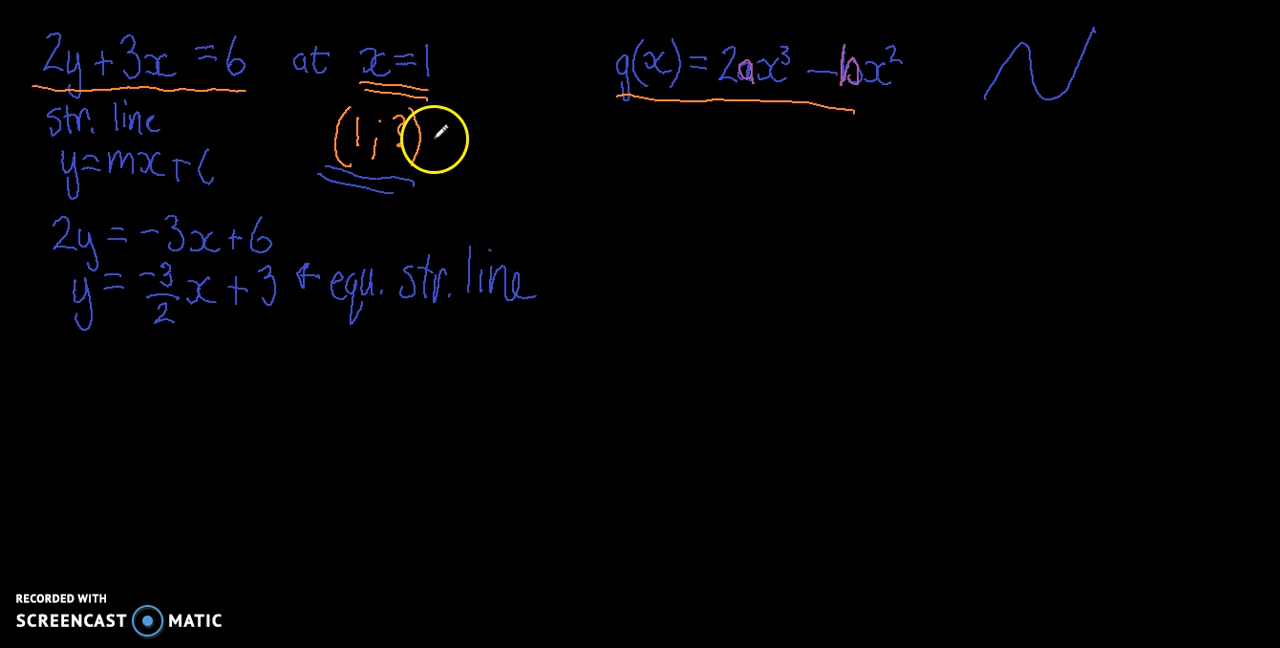 2y + 3x = 6 at x = 1
str. line
y = mx + c
(1 ; ?)
2y = -3x + 6
y = -3/2 x + 3 ← equ. str. line
g(x) = 2ax³ - bx²
RECORDED WITH
SCREENCAST MATIC